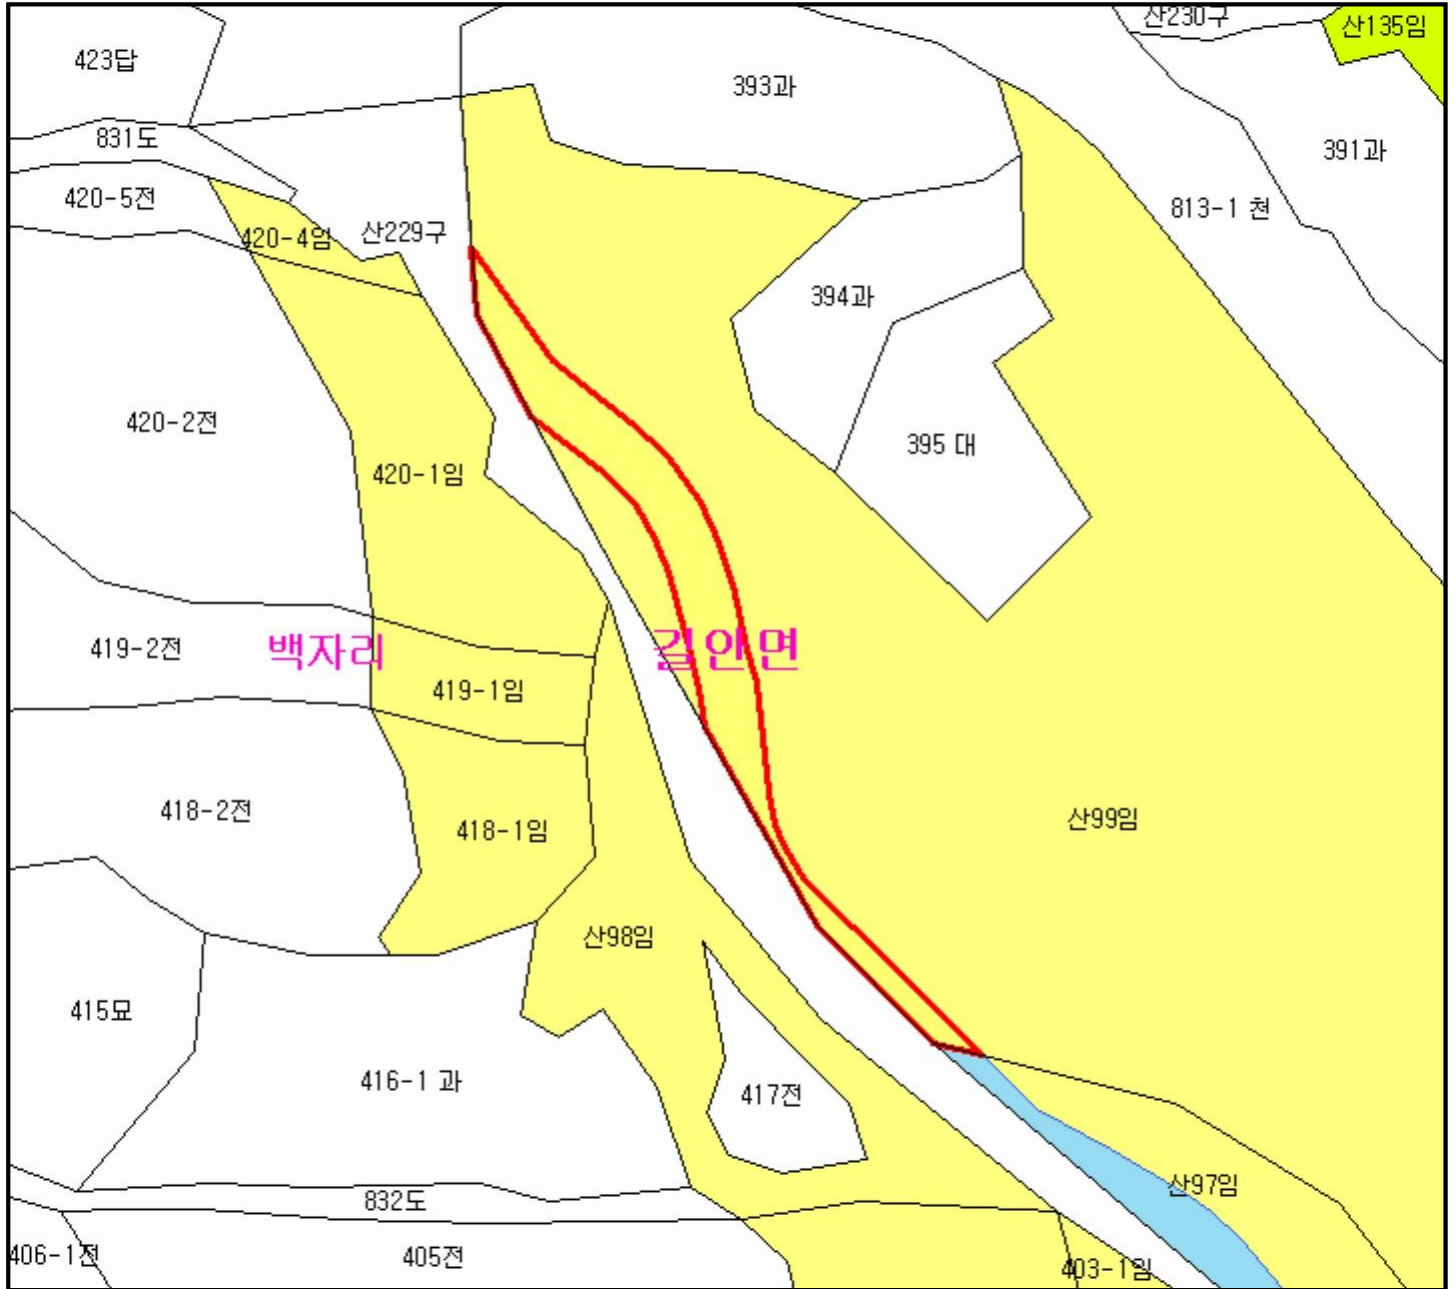 산230구
산135임
423답
393과
831도
391과
420-5전
813-1 천
420-4임
산229구
394과
420-2전
395 대
420-1임
419-2전
백자리
길안면
419-1임
418-2전
418-1임
산99임
산98임
415묘
416-1 과
417전
산97임
832도
406-1전
405전
403-1임